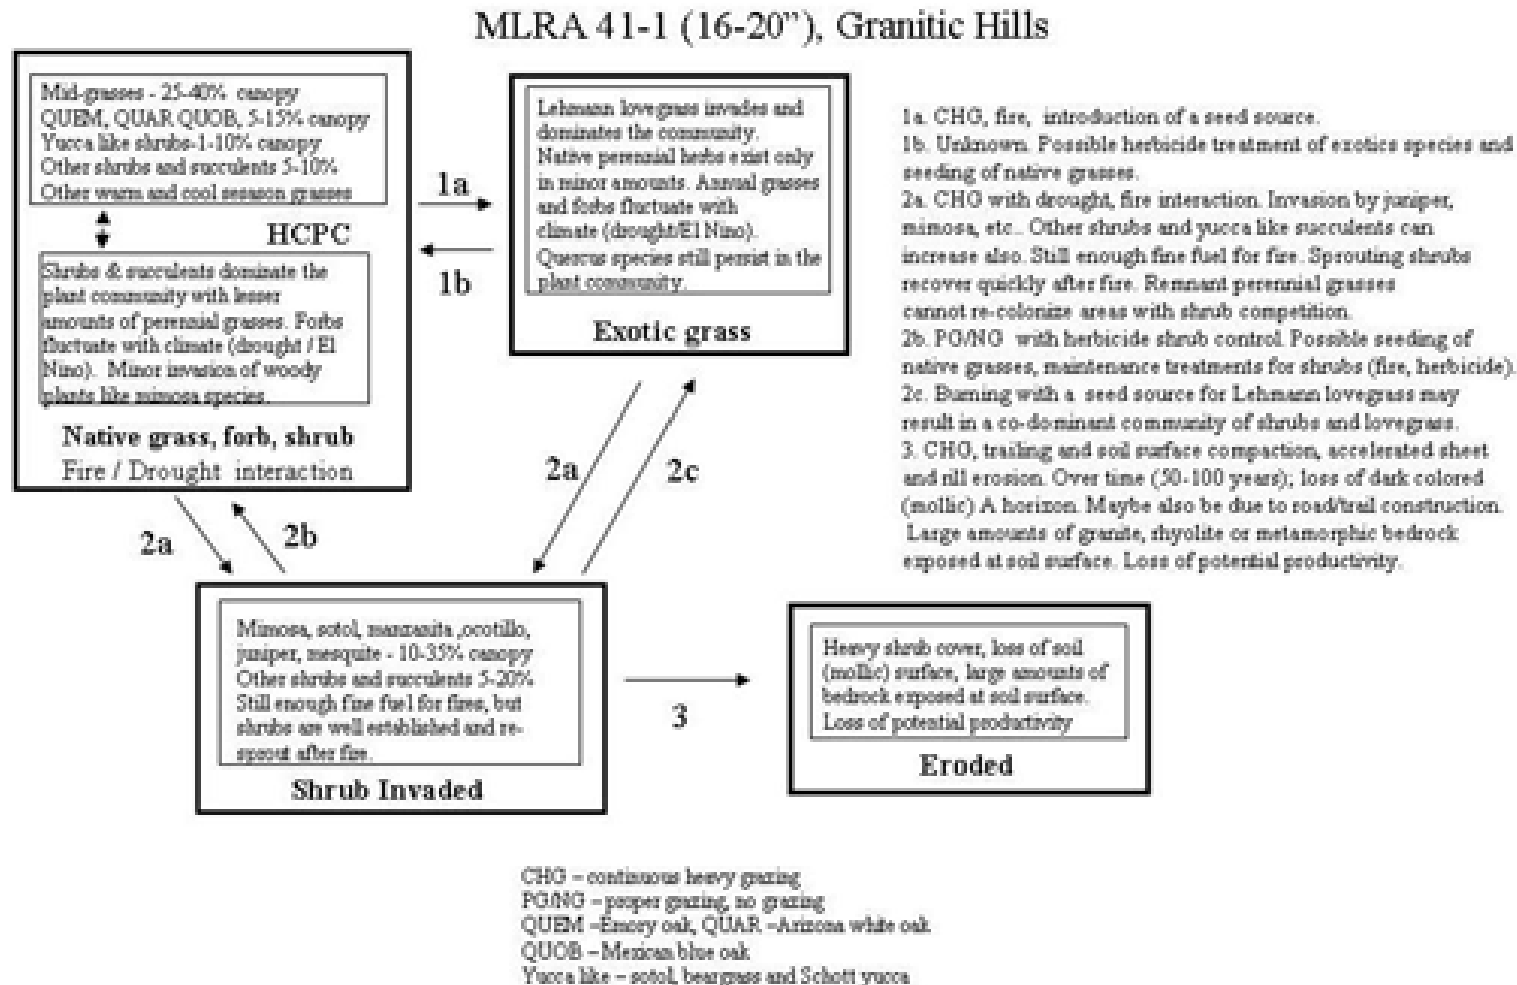 MLRA 41-1 (16-20”), Granitic Hills
Mid-grasses - 25-40% canopy
QUEM, QUAR QUOB, 5-15% canopy
Yucca like shrubs-1-10% canopy
Other shrubs and succulents 5-10%
Other warm and cool season grasses
HCPC
Shrubs & succulents dominate the
plant community with lesser
amounts of perennial grasses. Forbs
fluctuate with climate (drought / El
Nino). Minor invasion of woody
plants like mimosa species.
Native grass, forb, shrub
Fire / Drought interaction
1a
1b
Lehmann lovegrass invades and
dominates the community.
Native perennial herbs exist only
in minor amounts. Annual grasses
and forbs fluctuate with
climate (drought/El Nino).
Quercus species still persist in the
plant community.
Exotic grass
2a
2b
2a
2c
Mimosa, sotol, manzanita ,ocotillo,
juniper, mesquite - 10-35% canopy
Other shrubs and succulents 5-20%
Still enough fine fuel for fires, but
shrubs are well established and re-
sprout after fire.
Shrub Invaded
3
Heavy shrub cover, loss of soil
(mollic) surface, large amounts of
bedrock exposed at soil surface.
Loss of potential productivity
Eroded
1a. CHG, fire, introduction of a seed source.
1b. Unknown. Possible herbicide treatment of exotics species and
seeding of native grasses.
2a. CHG with drought, fire interaction. Invasion by juniper,
mimosa, etc.. Other shrubs and yucca like succulents can
increase also. Still enough fine fuel for fire. Sprouting shrubs
recover quickly after fire. Remnant perennial grasses
cannot re-colonize areas with shrub competition.
2b. PG/NG with herbicide shrub control. Possible seeding of
native grasses, maintenance treatments for shrubs (fire, herbicide).
2c. Burning with a seed source for Lehmann lovegrass may
result in a co-dominant community of shrubs and lovegrass.
3. CHG, trailing and soil surface compaction, accelerated sheet
and rill erosion. Over time (50-100 years); loss of dark colored
(mollic) A horizon. Maybe also be due to road/trail construction.
Large amounts of granite, rhyolite or metamorphic bedrock
exposed at soil surface. Loss of potential productivity.
CHG – continuous heavy grazing
PG/NG – proper grazing, no grazing
QUEM –Emory oak, QUAR –Arizona white oak
QUOB – Mexican blue oak
Yucca like – sotol, beargrass and Schott yucca